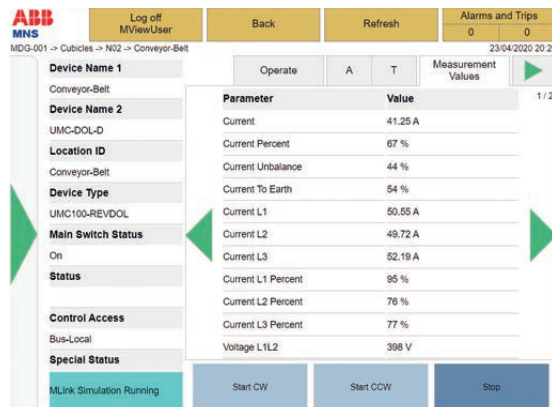 ABB
MNS
Log off
MViewUser
Back
Refresh
Alarms and Trips
0 0
MDG-001 -> Cubicles -> N02 -> Conveyor-Belt
23/04/2020 20:2
Device Name 1
Conveyor-Belt
Device Name 2
UMC-DOL-D
Location ID
Conveyor-Belt
Device Type
UMC100-REVDOL
Main Switch Status
On
Status
Control Access
Bus-Local
Special Status
MLink Simulation Running
Operate A T Measurement Values
1/2
Parameter Value
Current 41.25 A
Current Percent 67 %
Current Unbalance 44 %
Current To Earth 54 %
Current L1 50.55 A
Current L2 49.72 A
Current L3 52.19 A
Current L1 Percent 95 %
Current L2 Percent 76 %
Current L3 Percent 77 %
Voltage L1L2 398 V
Start CW Start CCW Stop